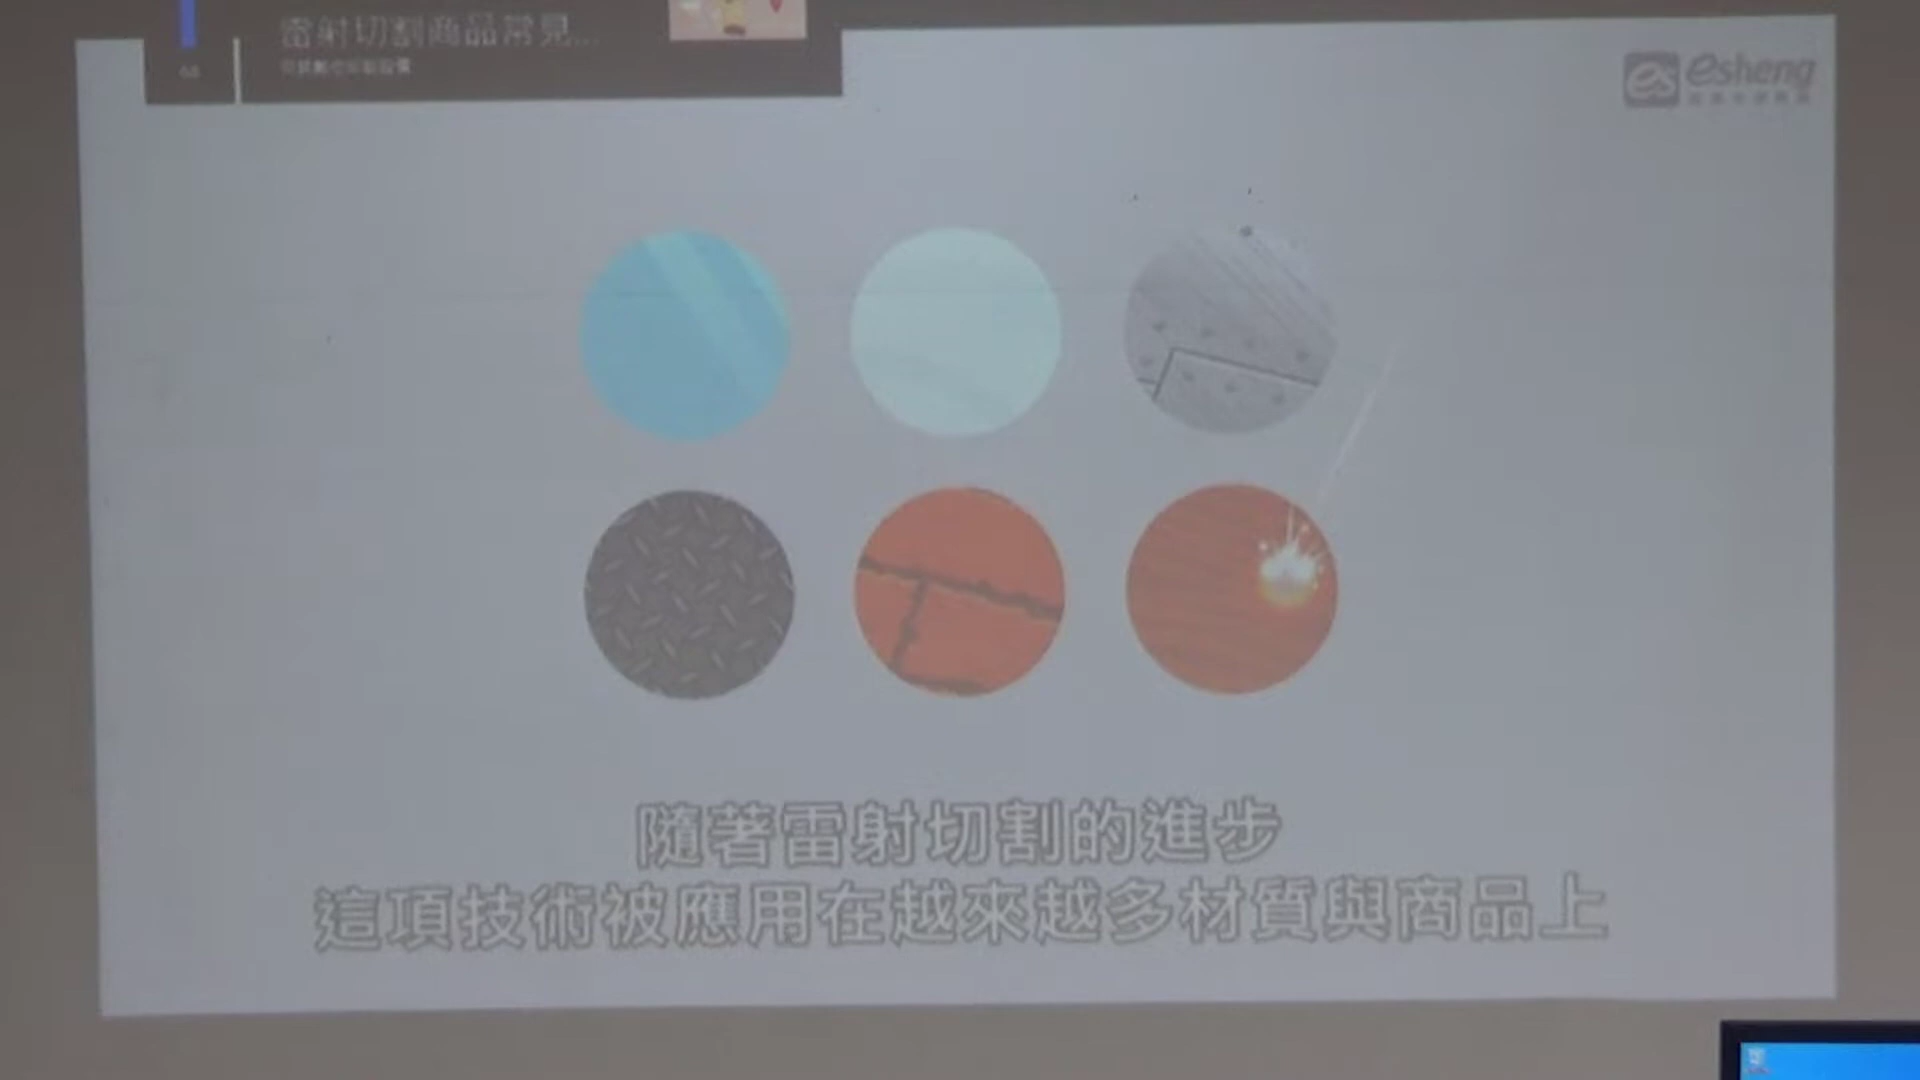 雷射切割商品常見...
esheng
隨著雷射切割的進步
這項技術被應用在越來越多材質與商品上